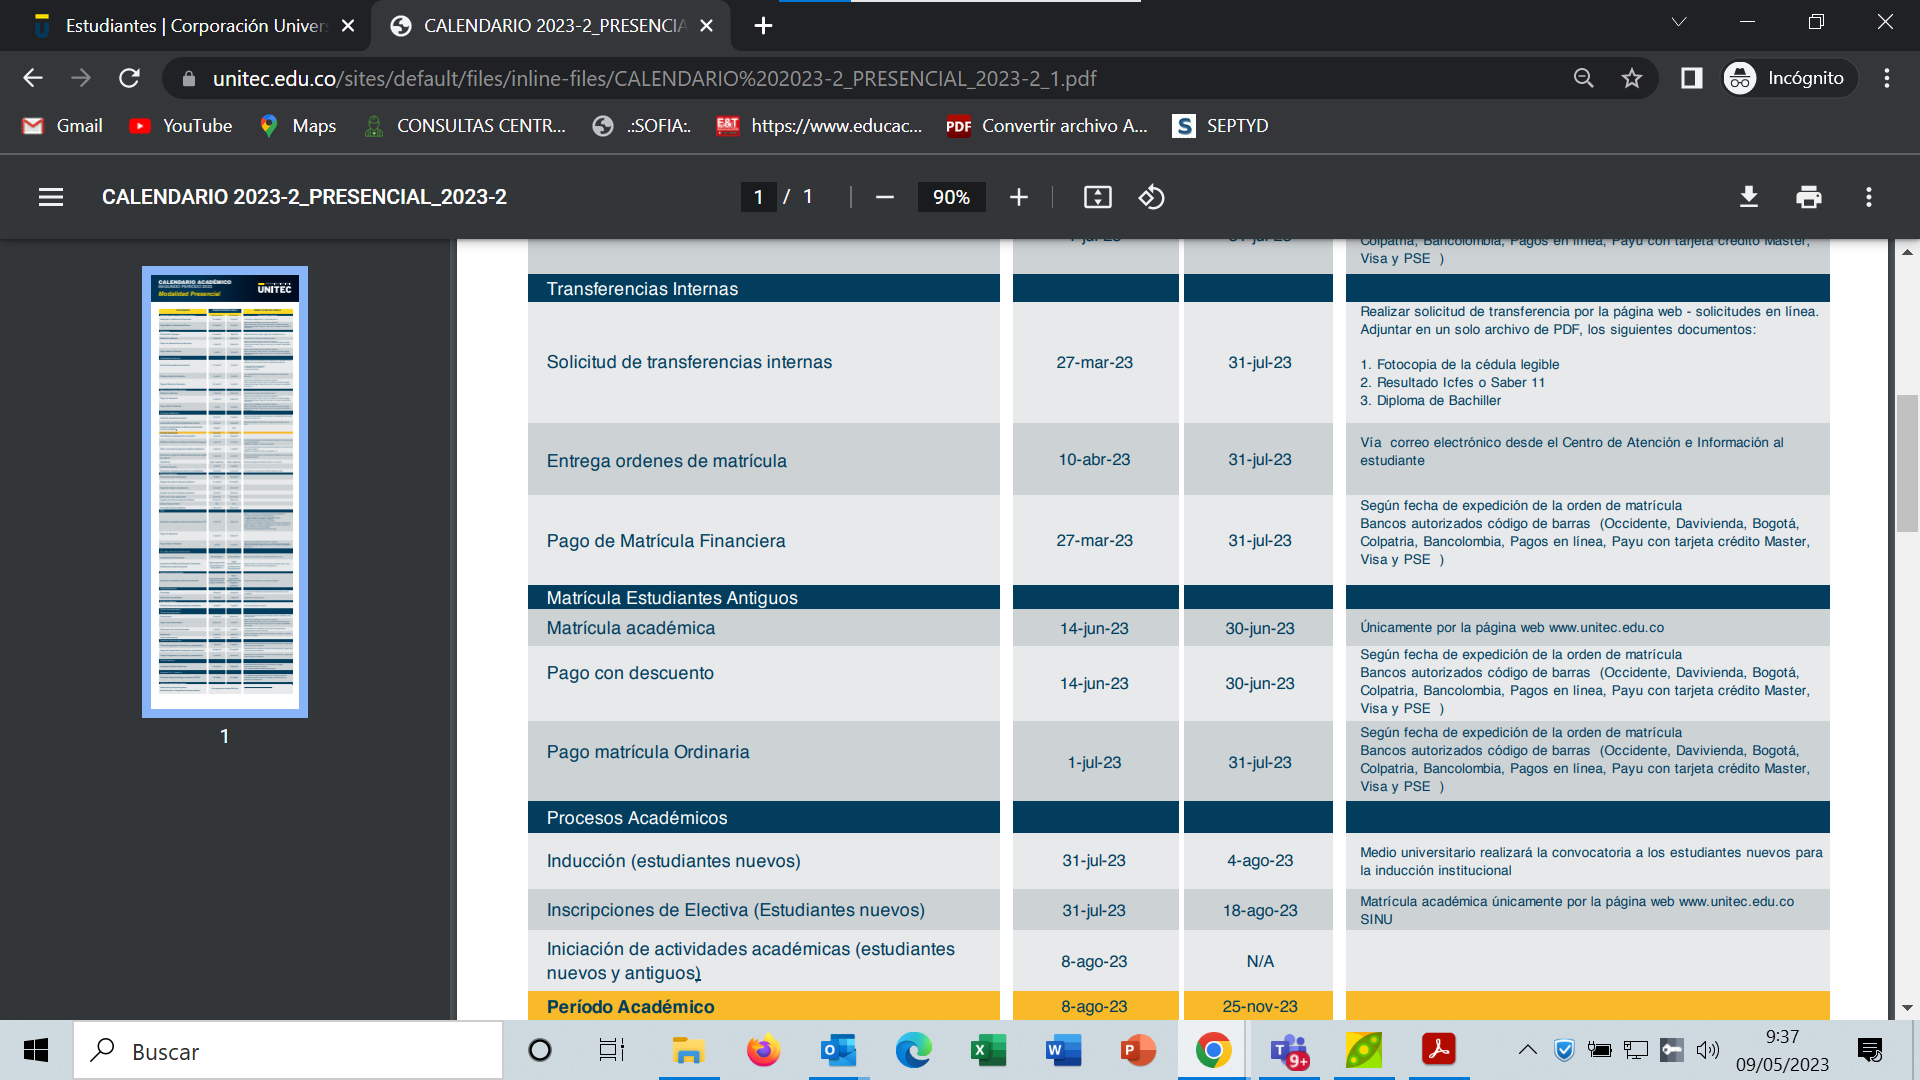 Estudiantes | Corporación Univer
CALENDARIO 2023-2_PRESENCIA
unitec.edu.co/sites/default/files/inline-files/CALENDARIO%202023-2_PRESENCIAL_2023-2_1.pdf
Incógnito
Gmail
YouTube
Maps
CONSULTAS CENTR...
.:SOFIA:.
E&T
https://www.educac...
PDF
Convertir archivo A...
S
SEPTYD
CALENDARIO 2023-2_PRESENCIAL_2023-2
1 / 1
90%
CALENDARIO ACADÉMICO
Modalidad Presencial
UNITEC
1
1-jul-23
31-jul-23
Colpatria, Bancolombia, Pagos en línea, Payu con tarjeta crédito Master,
Visa y PSE )
Transferencias Internas
Solicitud de transferencias internas
27-mar-23
31-jul-23
Realizar solicitud de transferencia por la página web - solicitudes en línea.
Adjuntar en un solo archivo de PDF, los siguientes documentos:
1. Fotocopia de la cédula legible
2. Resultado Icfes o Saber 11
3. Diploma de Bachiller
Entrega ordenes de matrícula
10-abr-23
31-jul-23
Vía correo electrónico desde el Centro de Atención e Información al
estudiante
Pago de Matrícula Financiera
27-mar-23
31-jul-23
Según fecha de expedición de la orden de matrícula
Bancos autorizados código de barras (Occidente, Davivienda, Bogotá,
Colpatria, Bancolombia, Pagos en línea, Payu con tarjeta crédito Master,
Visa y PSE )
Matrícula Estudiantes Antiguos
Matrícula académica
14-jun-23
30-jun-23
Únicamente por la página web www.unitec.edu.co
Pago con descuento
14-jun-23
30-jun-23
Según fecha de expedición de la orden de matrícula
Bancos autorizados código de barras (Occidente, Davivienda, Bogotá,
Colpatria, Bancolombia, Pagos en línea, Payu con tarjeta crédito Master,
Visa y PSE )
Pago matrícula Ordinaria
1-jul-23
31-jul-23
Según fecha de expedición de la orden de matrícula
Bancos autorizados código de barras (Occidente, Davivienda, Bogotá,
Colpatria, Bancolombia, Pagos en línea, Payu con tarjeta crédito Master,
Visa y PSE )
Procesos Académicos
Inducción (estudiantes nuevos)
31-jul-23
4-ago-23
Medio universitario realizará la convocatoria a los estudiantes nuevos para
la inducción institucional
Inscripciones de Electiva (Estudiantes nuevos)
31-jul-23
18-ago-23
Matrícula académica únicamente por la página web www.unitec.edu.co
SINU
Iniciación de actividades académicas (estudiantes
nuevos y antiguos)
8-ago-23
N/A
Período Académico
8-ago-23
25-nov-23
Buscar
9+
9:37
09/05/2023